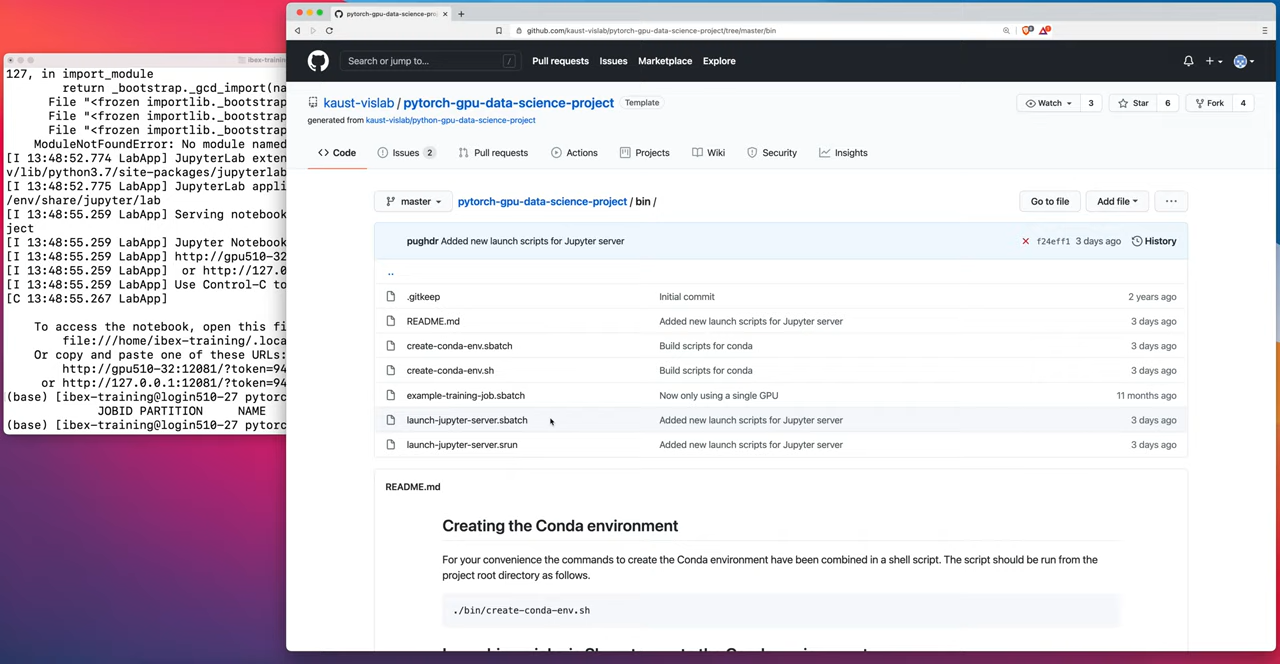 ibex-trainin
127, in import_module
return _bootstrap._gcd_import(na
File "<frozen importlib._bootstrap
File "<frozen importlib._bootstrap
File "<frozen importlib._bootstrap
ModuleNotFoundError: No module named
[I 13:48:52.774 LabApp] JupyterLab exten
v/lib/python3.7/site-packages/jupyterlab
[I 13:48:52.775 LabApp] JupyterLab appli
/env/share/jupyter/lab
[I 13:48:55.259 LabApp] Serving notebook
ject
[I 13:48:55.259 LabApp] Jupyter Notebook
[I 13:48:55.259 LabApp] http://gpu510-32
[I 13:48:55.259 LabApp]  or http://127.0
[I 13:48:55.259 LabApp] Use Control-C to
[C 13:48:55.267 LabApp]
To access the notebook, open this fi
file:///home/ibex-training/.loca
Or copy and paste one of these URLs:
http://gpu510-32:12081/?token=94
or http://127.0.0.1:12081/?token=94
(base) [ibex-training@login510-27 pytorc
JOBID PARTITION     NAME
(base) [ibex-training@login510-27 pytorc
pytorch-gpu-data-science-proj
github.com/kaust-vislab/pytorch-gpu-data-science-project/tree/master/bin
Search or jump to... / Pull requests Issues Marketplace Explore
kaust-vislab / pytorch-gpu-data-science-project Template Watch 3 Star 6 Fork 4
generated from kaust-vislab/python-gpu-data-science-project
<> Code Issues 2 Pull requests Actions Projects Wiki Security Insights
master pytorch-gpu-data-science-project / bin / Go to file Add file ...
pughdr Added new launch scripts for Jupyter server f24eff1 3 days ago History
..
.gitkeep Initial commit 2 years ago
README.md Added new launch scripts for Jupyter server 3 days ago
create-conda-env.sbatch Build scripts for conda 3 days ago
create-conda-env.sh Build scripts for conda 3 days ago
example-training-job.sbatch Now only using a single GPU 11 months ago
launch-jupyter-server.sbatch Added new launch scripts for Jupyter server 3 days ago
launch-jupyter-server.srun Added new launch scripts for Jupyter server 3 days ago
README.md
Creating the Conda environment
For your convenience the commands to create the Conda environment have been combined in a shell script. The script should be run from the
project root directory as follows.
./bin/create-conda-env.sh